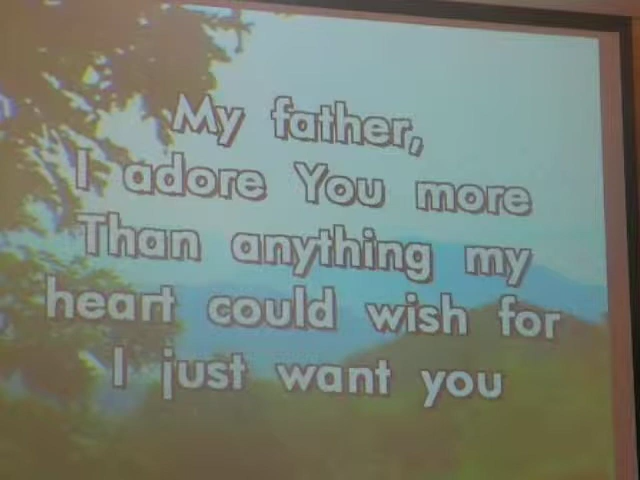 My father,
I adore You more
Than anything my
heart could wish for
I just want you